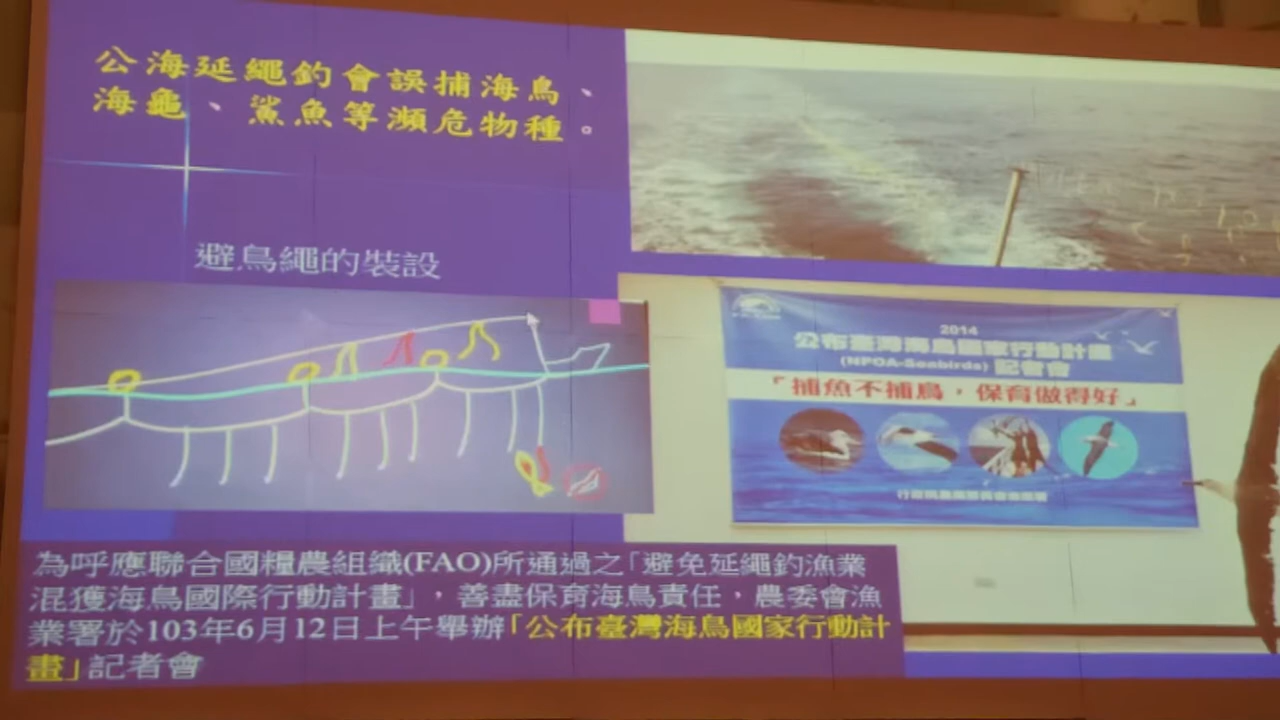 公海延繩釣會誤捕海鳥、
海龜、鯊魚等瀕危物種。
避鳥繩的裝設
2014
公布臺灣海鳥國家行動計畫
(NPOA-Seabirds) 記者會
「捕魚不捕鳥，保育做得好」
為呼應聯合國糧農組織(FAO)所通過之「避免延繩釣漁業
混獲海鳥國際行動計畫」，善盡保育海鳥責任，農委會漁
業署於103年6月12日上午舉辦「公布臺灣海鳥國家行動計
畫」記者會